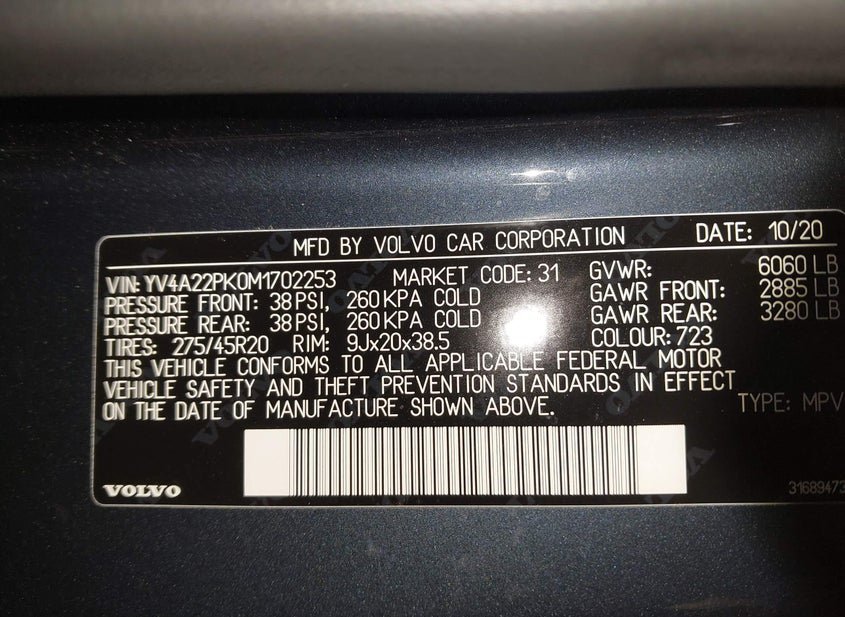 MFD BY VOLVO CAR CORPORATION DATE: 10/20
VIN: YV4A22PK0M1702253 MARKET CODE: 31 GVWR: 6060 LB
PRESSURE FRONT: 38 PSI, 260 KPA COLD GAWR FRONT: 2885 LB
PRESSURE REAR: 38 PSI, 260 KPA COLD GAWR REAR: 3280 LB
TIRES: 275/45R20 RIM: 9Jx20x38.5 COLOUR: 723
THIS VEHICLE CONFORMS TO ALL APPLICABLE FEDERAL MOTOR
VEHICLE SAFETY AND THEFT PREVENTION STANDARDS IN EFFECT
ON THE DATE OF MANUFACTURE SHOWN ABOVE. TYPE: MPV
VOLVO 31689473